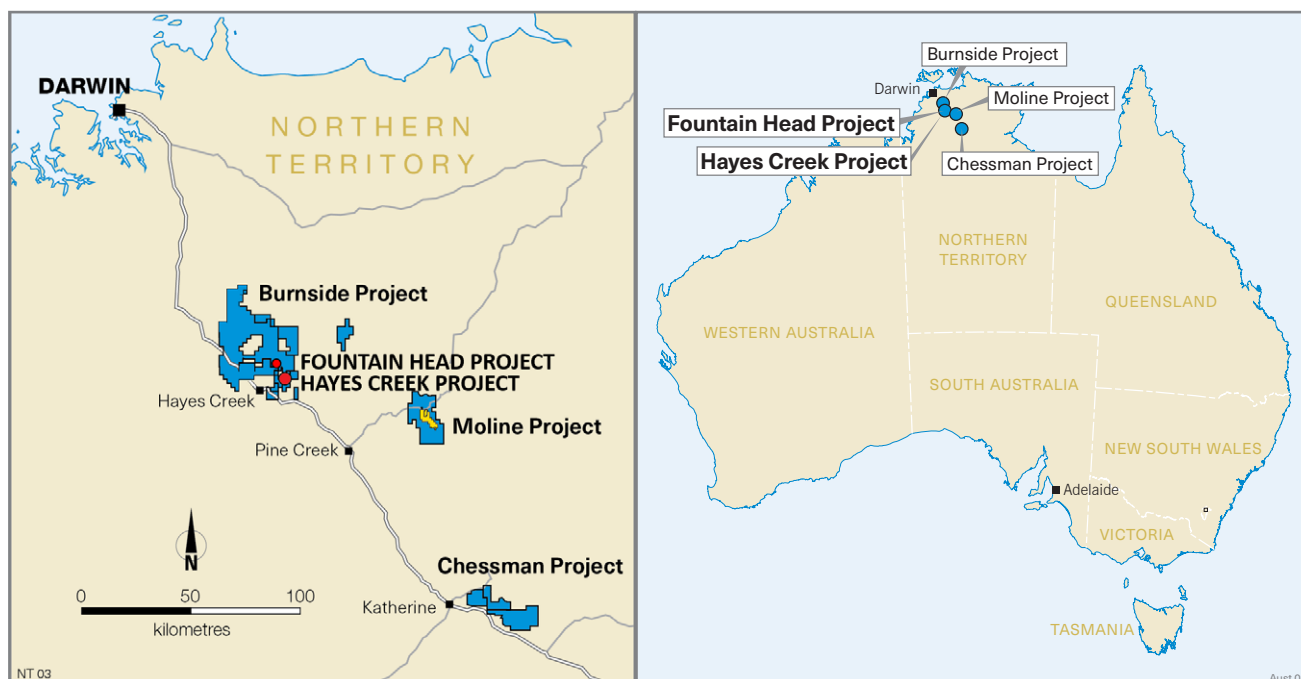 DARWIN
NORTHERN
TERRITORY
Burnside Project
FOUNTAIN HEAD PROJECT
HAYES CREEK PROJECT
Hayes Creek
Moline Project
Pine Creek
N
Chessman Project
0 50 100
kilometres
Katherine
NT 03
Burnside Project
Darwin
Moline Project
Fountain Head Project
Hayes Creek Project
Chessman Project
NORTHERN
TERRITORY
QUEENSLAND
WESTERN AUSTRALIA
SOUTH AUSTRALIA
NEW SOUTH WALES
Adelaide
VICTORIA
TASMANIA